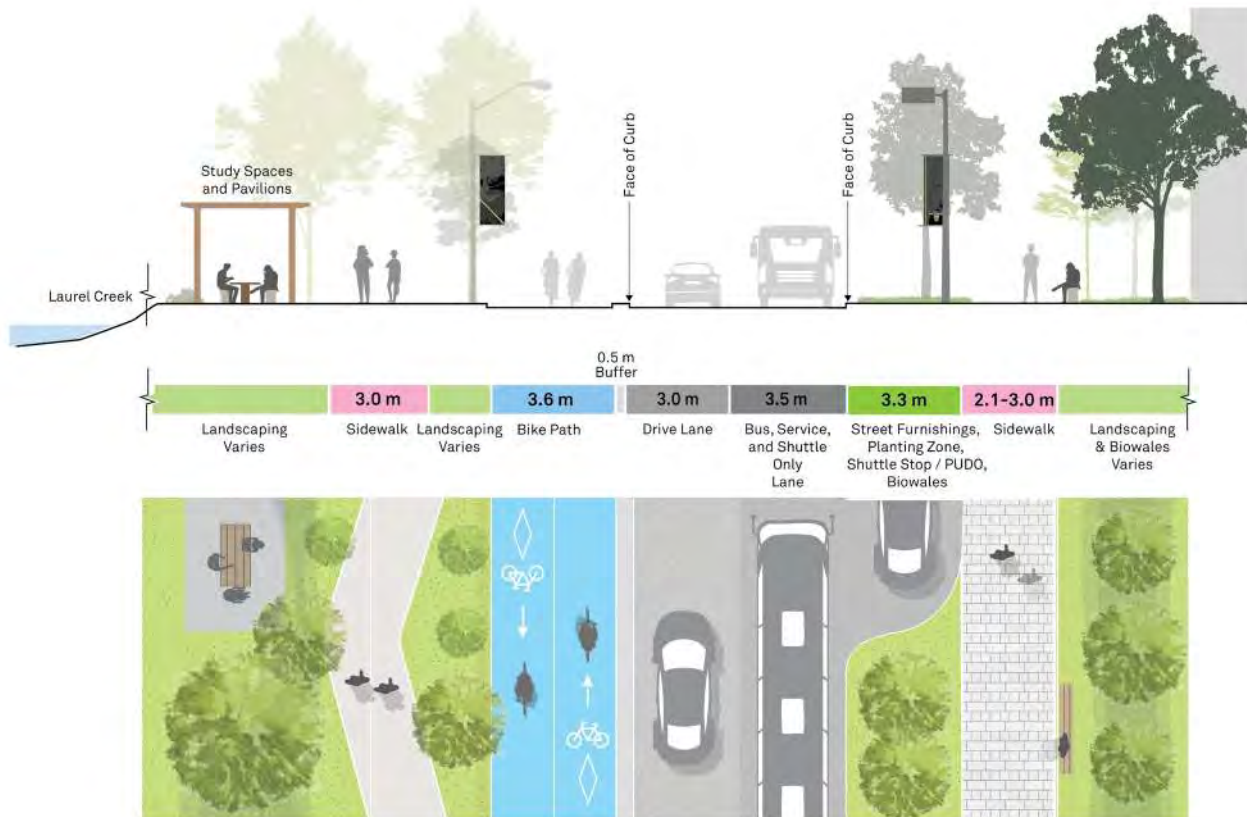 Study Spaces
and Pavilions
Face of Curb
Face of Curb
Laurel Creek
0.5 m
Buffer
3.0 m
3.6 m
3.0 m
3.5 m
3.3 m
2.1-3.0 m
Landscaping
Varies
Sidewalk
Landscaping
Varies
Bike Path
Drive Lane
Bus, Service,
and Shuttle
Only
Lane
Street Furnishings,
Planting Zone,
Shuttle Stop / PUDO,
Biowales
Sidewalk
Landscaping
& Biowales
Varies